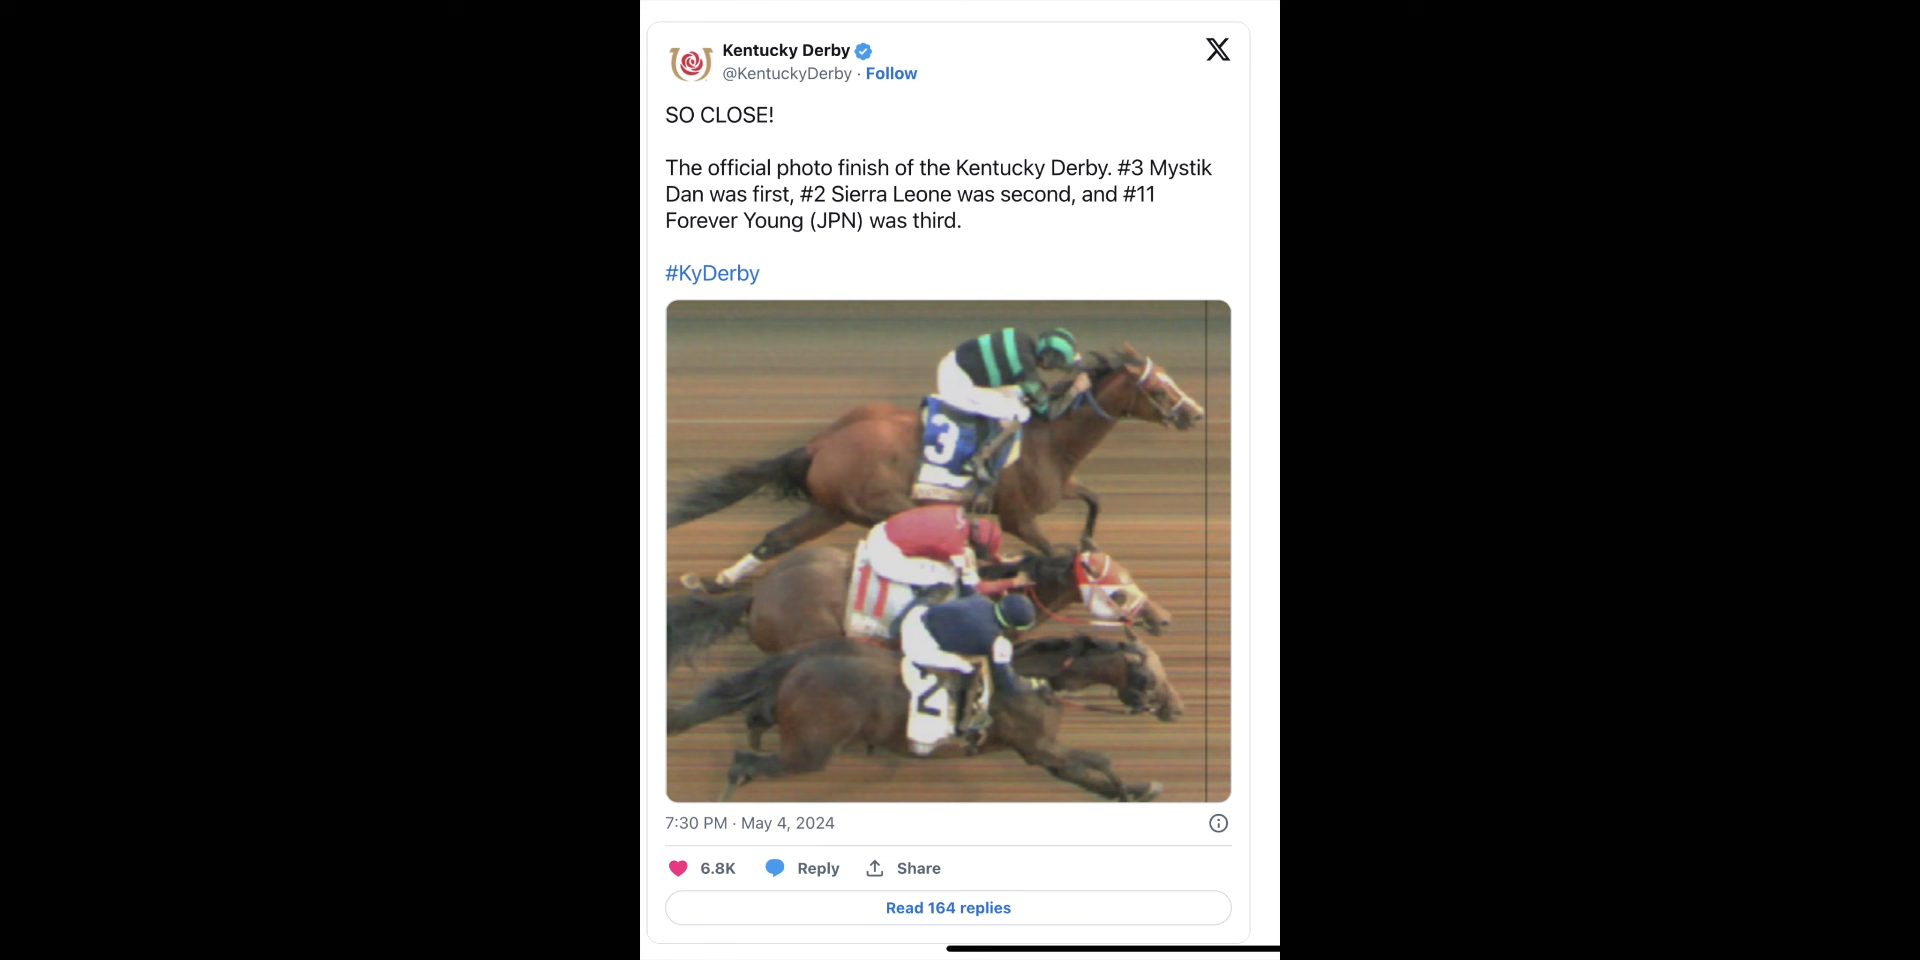 Kentucky Derby
@KentuckyDerby · Follow
SO CLOSE!
The official photo finish of the Kentucky Derby. #3 Mystik
Dan was first, #2 Sierra Leone was second, and #11
Forever Young (JPN) was third.
#KyDerby
3
11
2
7:30 PM · May 4, 2024
6.8K Reply Share
Read 164 replies